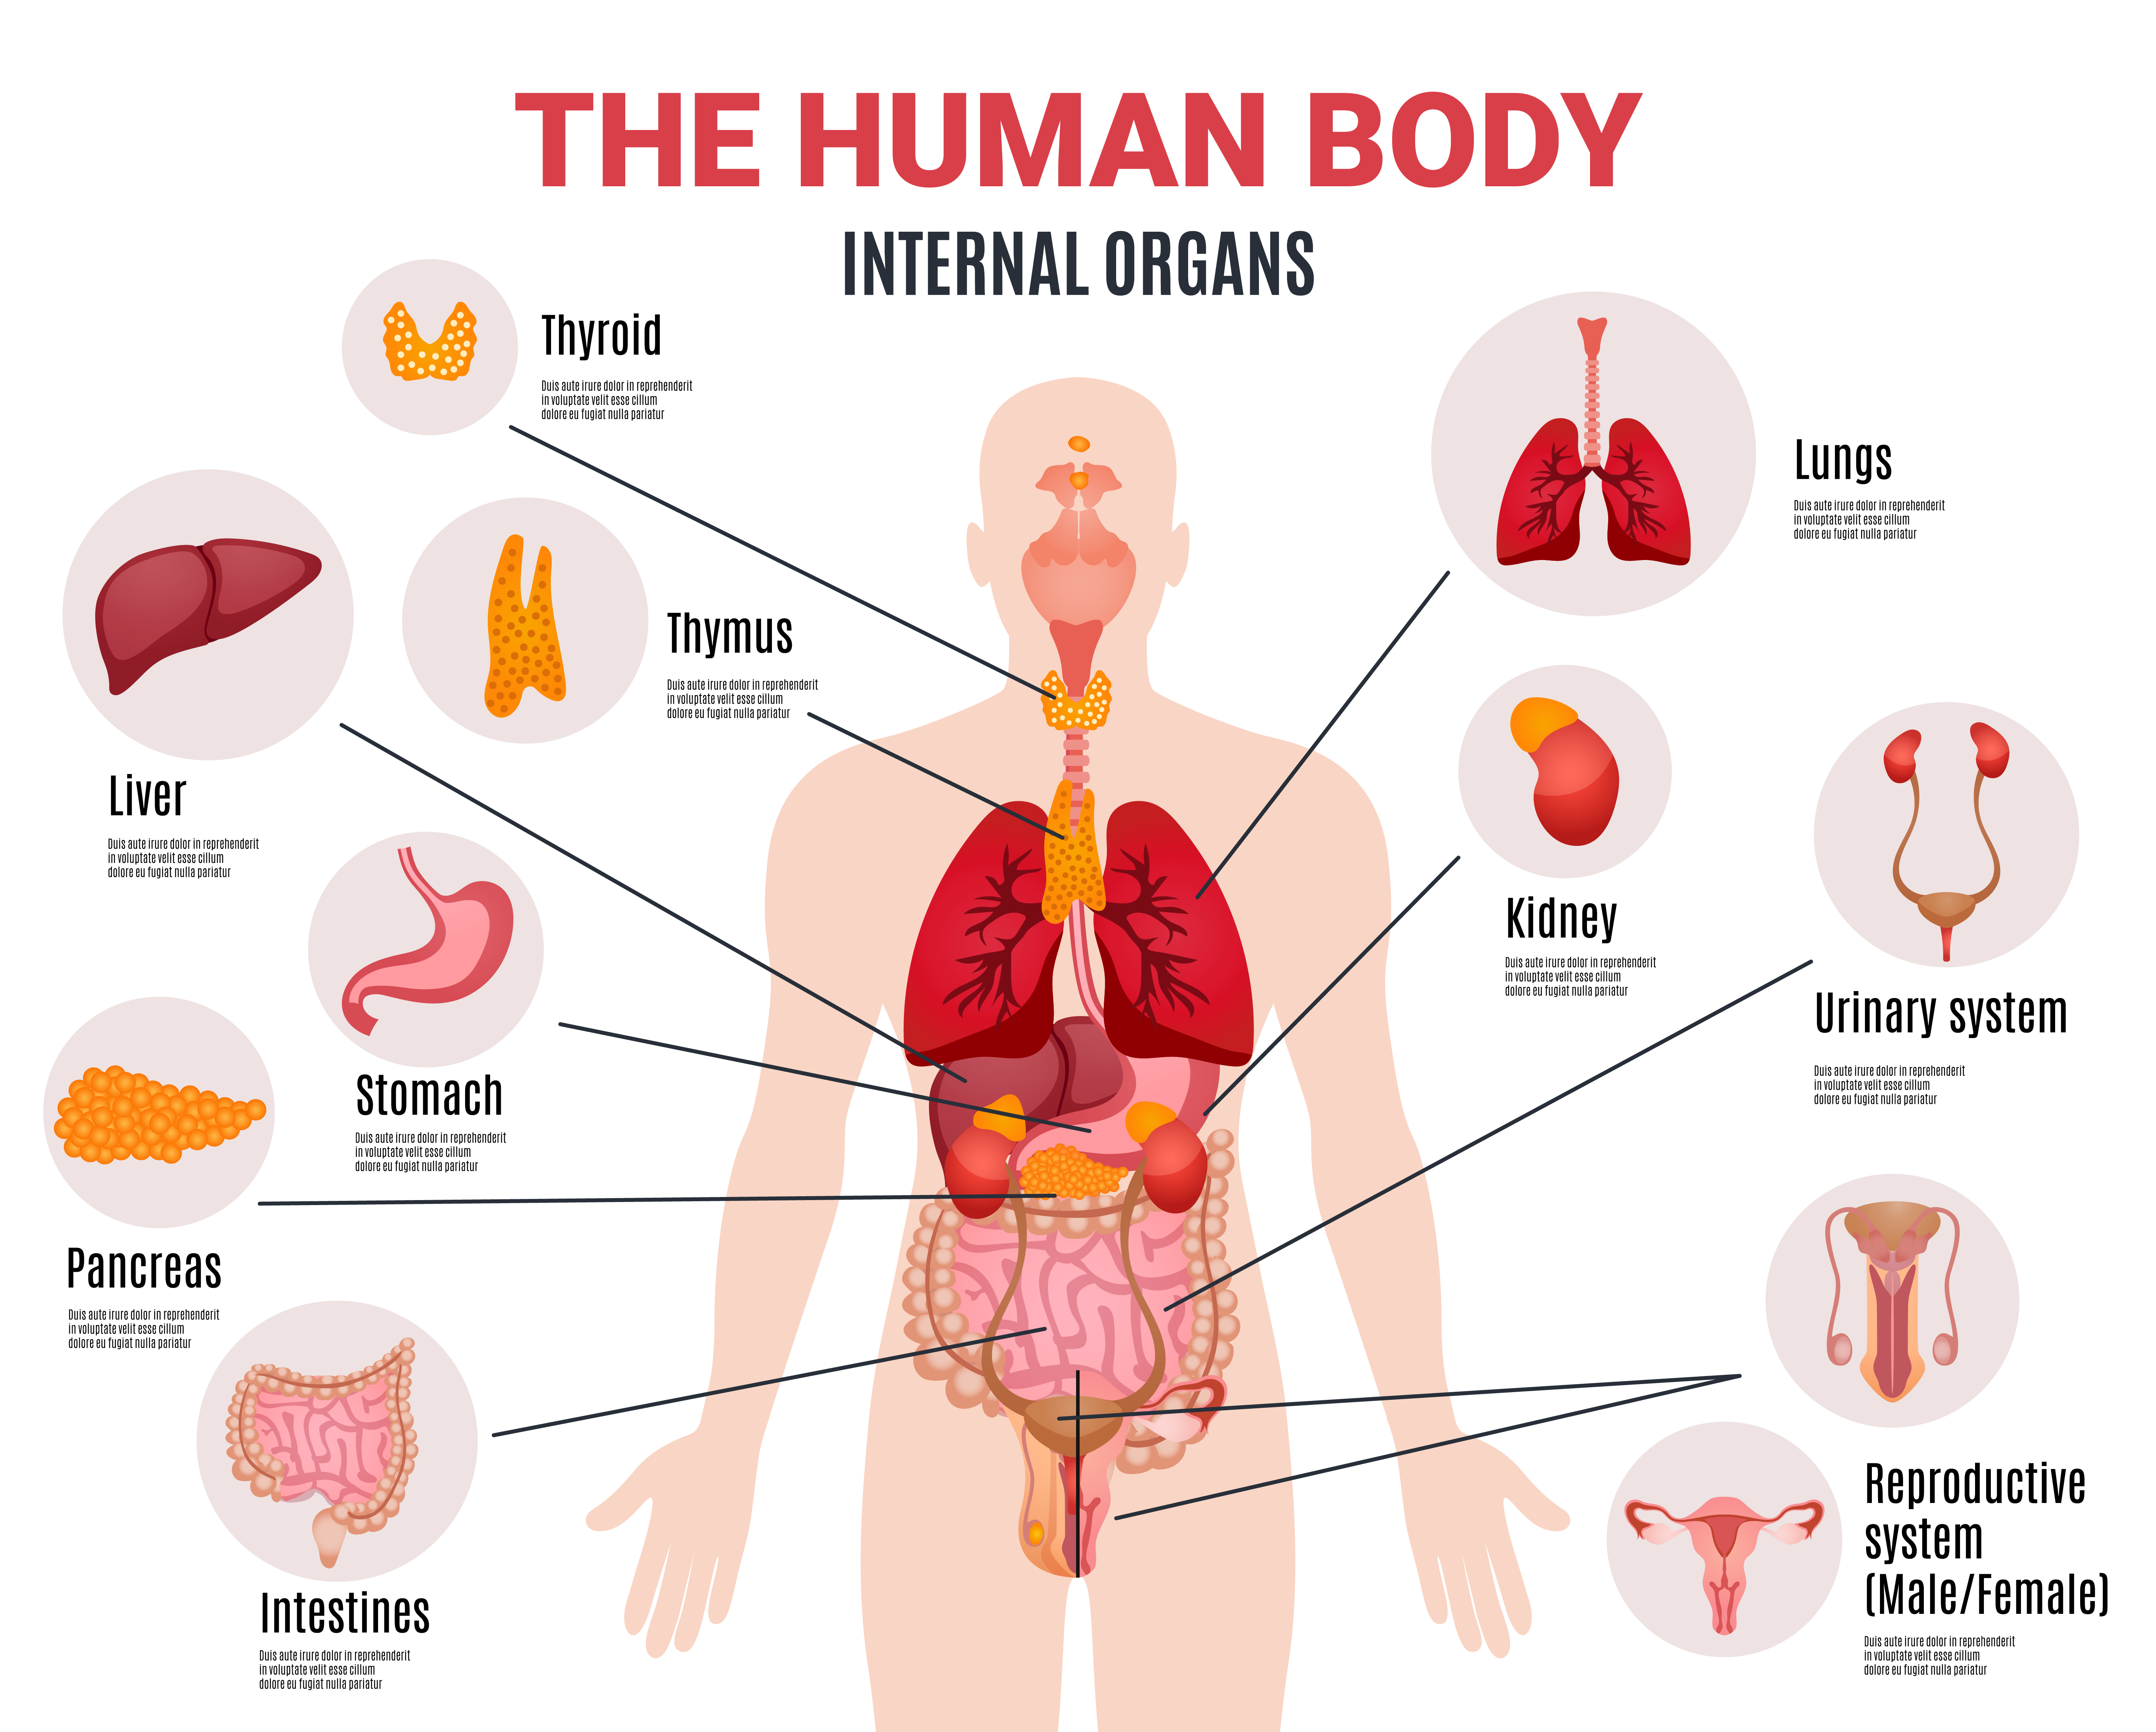 THE HUMAN BODY
INTERNAL ORGANS
Thyroid
Duis aute irure dolor in reprehenderit
in voluptate velit esse cillum
dolore eu fugiat nulla pariatur
Lungs
Duis aute irure dolor in reprehenderit
in voluptate velit esse cillum
dolore eu fugiat nulla pariatur
Thymus
Duis aute irure dolor in reprehenderit
in voluptate velit esse cillum
dolore eu fugiat nulla pariatur
Liver
Duis aute irure dolor in reprehenderit
in voluptate velit esse cillum
dolore eu fugiat nulla pariatur
Kidney
Duis aute irure dolor in reprehenderit
in voluptate velit esse cillum
dolore eu fugiat nulla pariatur
Urinary system
Duis aute irure dolor in reprehenderit
in voluptate velit esse cillum
dolore eu fugiat nulla pariatur
Stomach
Duis aute irure dolor in reprehenderit
in voluptate velit esse cillum
dolore eu fugiat nulla pariatur
Pancreas
Duis aute irure dolor in reprehenderit
in voluptate velit esse cillum
dolore eu fugiat nulla pariatur
Reproductive
system
(Male/Female)
Duis aute irure dolor in reprehenderit
in voluptate velit esse cillum
dolore eu fugiat nulla pariatur
Intestines
Duis aute irure dolor in reprehenderit
in voluptate velit esse cillum
dolore eu fugiat nulla pariatur